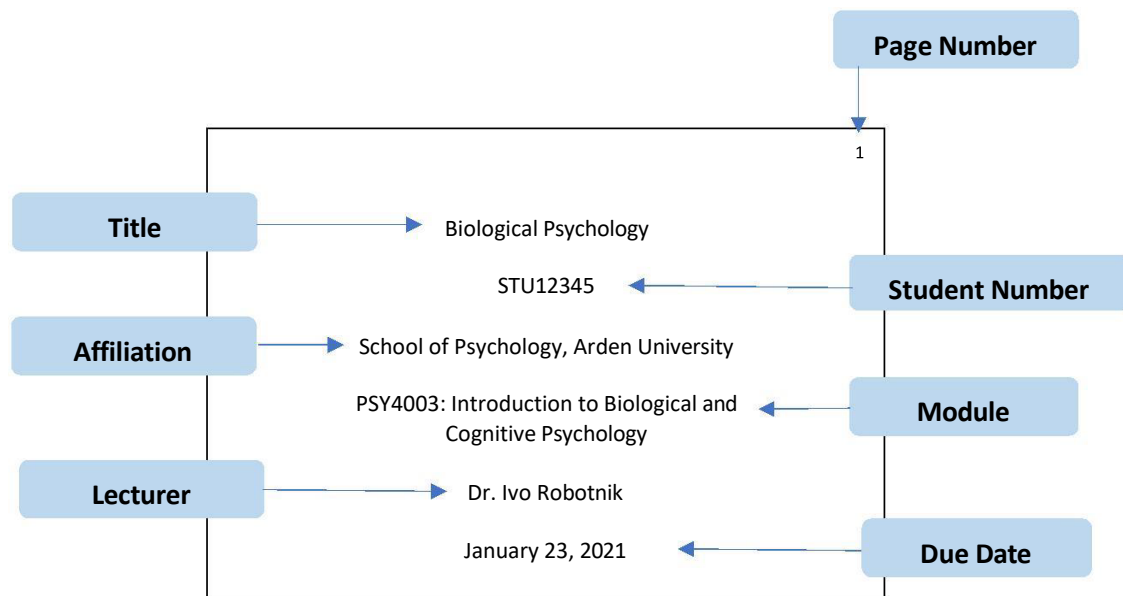 Page Number
1
Title
Biological Psychology
STU12345
Student Number
Affiliation
School of Psychology, Arden University
PSY4003: Introduction to Biological and
Cognitive Psychology
Module
Lecturer
Dr. Ivo Robotnik
January 23, 2021
Due Date